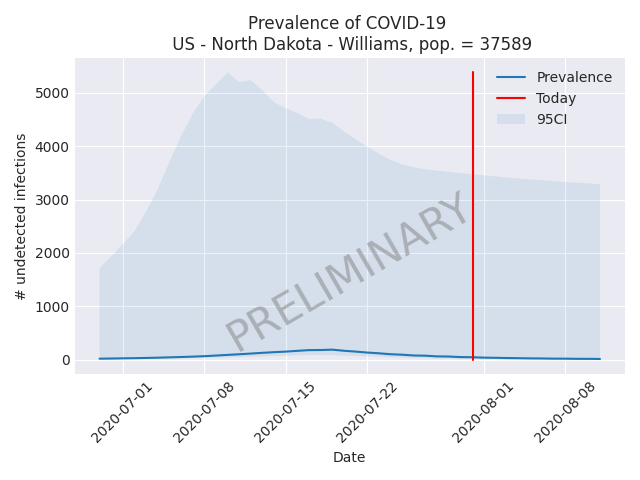 Prevalence of COVID-19
US - North Dakota - Williams, pop. = 37589
Prevalence
Today
95CI
# undetected infections
5000
4000
3000
2000
1000
0
PRELIMINARY
2020-07-01
2020-07-08
2020-07-15
2020-07-22
2020-08-01
2020-08-08
Date